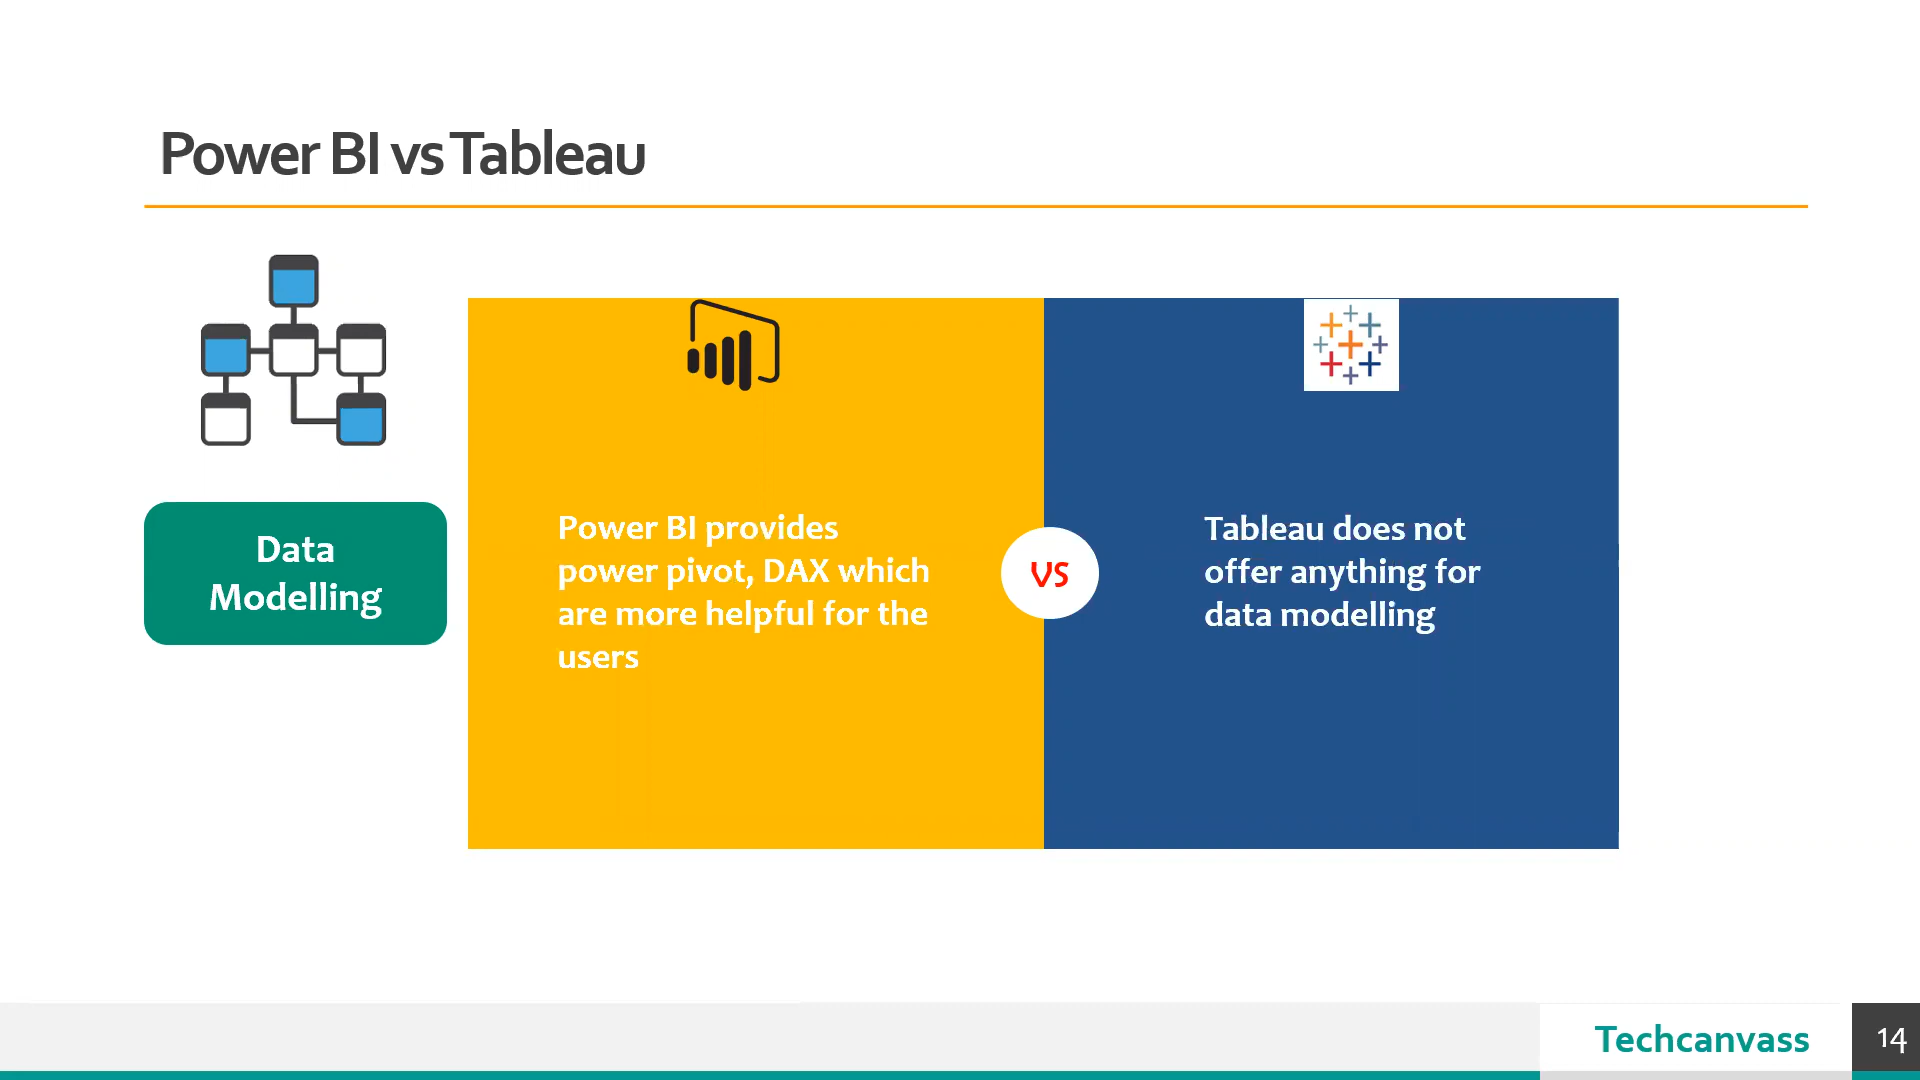 Power BI vs Tableau
Data
Modelling
Power BI provides
power pivot, DAX which
are more helpful for the
users
VS
Tableau does not
offer anything for
data modelling
Techcanvass
14